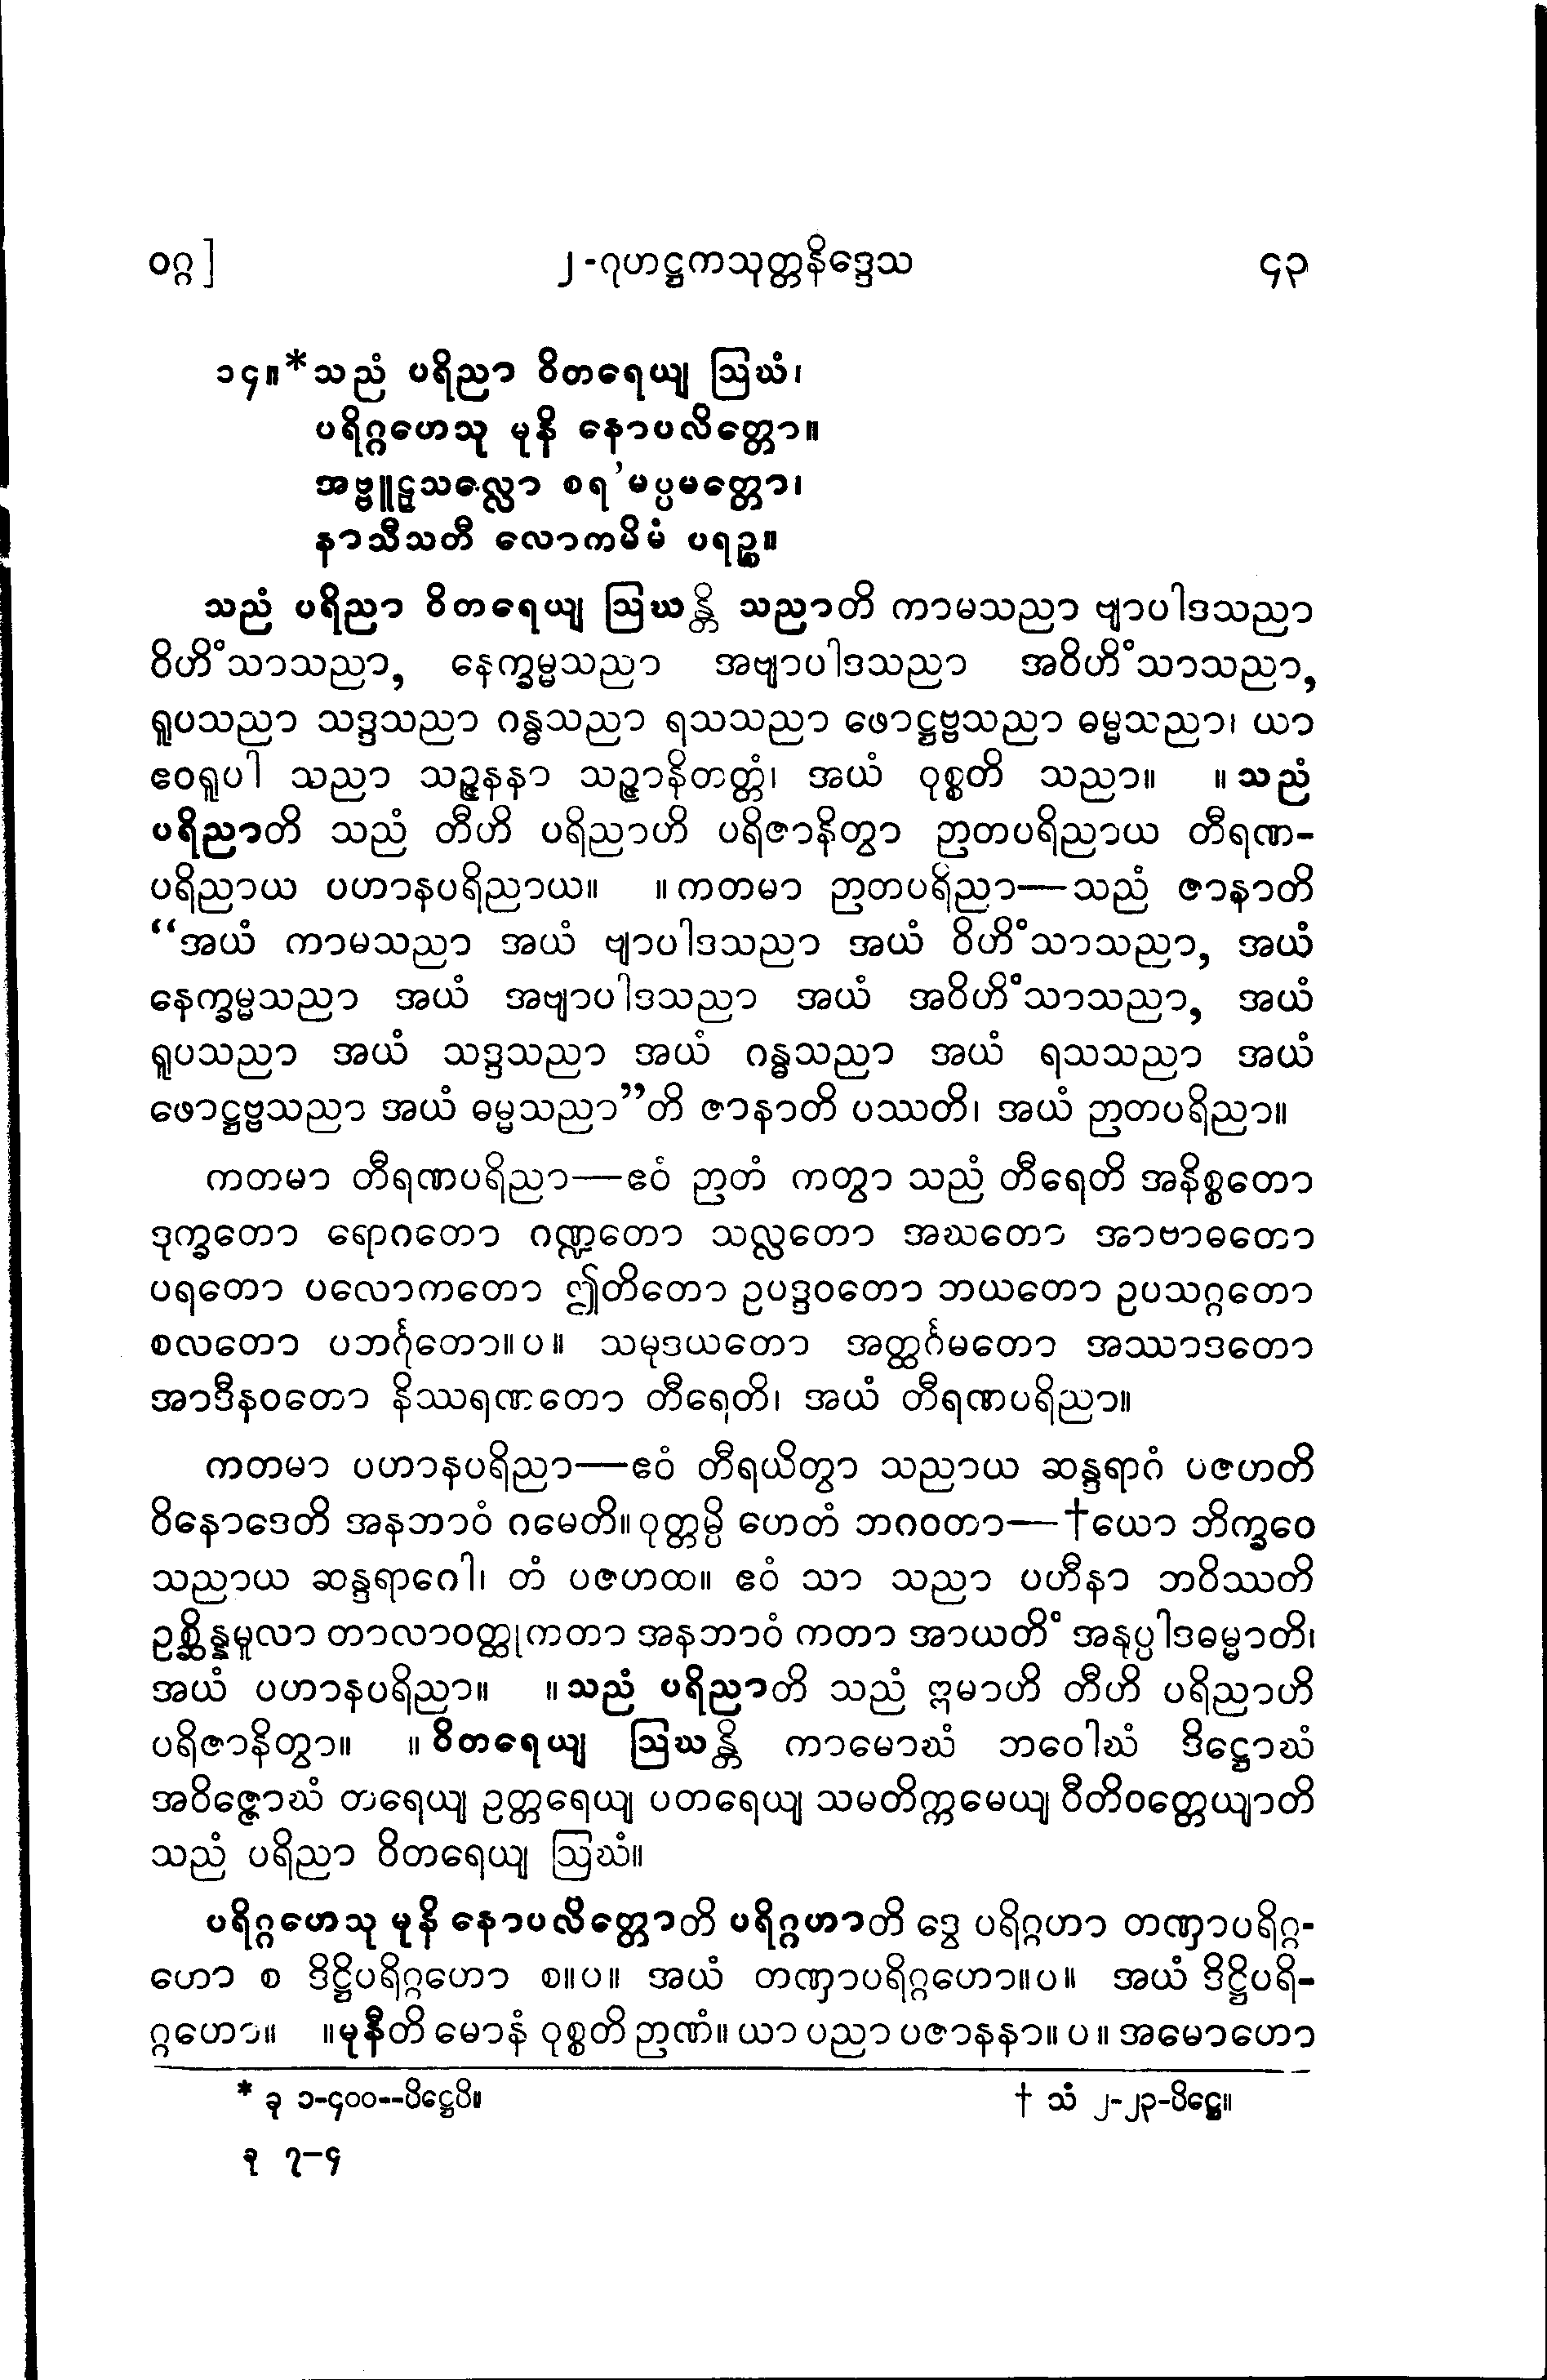 ဝဂ္ဂ] ၂-ဂုဟဋ္ဌကသုတ္တနိဒ္ဒေသ ၄၃
၁၄။*သညံ ပရိညာ ဝိတရေယျ ဩဃံ၊
ပရိဂ္ဂဟေသု မုနိ နောပလိတ္တော။
အဗ္ဗူဠှသလ္လော စရ'မပ္ပမတ္တော၊
နာသီသတီ လောကမိမံ ပရဉ္စ။
သညံ ပရိညာ ဝိတရေယျ ဩဃန္တိ သညာတိ ကာမသညာ ဗျာပါဒသညာ
ဝိဟိံသာသညာ, နေက္ခမ္မသညာ အဗျာပါဒသညာ အဝိဟိံသာသညာ,
ရူပသညာ သဒ္ဒသညာ ဂန္ဓသညာ ရသသညာ ဖောဋ္ဌဗ္ဗသညာ ဓမ္မသညာ၊ ယာ
ဧဝရူပါ သညာ သဉ္ဇနနာ သဉ္ဇာနိတတ္တံ၊ အယံ ဝုစ္စတိ သညာ။ ။သညံ
ပရိညာတိ သညံ တီဟိ ပရိညာဟိ ပရိဇာနိတွာ ဉာတပရိညာယ တီရဏ-
ပရိညာယ ပဟာနပရိညာယ။ ။ကတမာ ဉာတပရိညာ—သညံ ဇာနာတိ
“အယံ ကာမသညာ အယံ ဗျာပါဒသညာ အယံ ဝိဟိံသာသညာ, အယံ
နေက္ခမ္မသညာ အယံ အဗျာပါဒသညာ အယံ အဝိဟိံသာသညာ, အယံ
ရူပသညာ အယံ သဒ္ဒသညာ အယံ ဂန္ဓသညာ အယံ ရသသညာ အယံ
ဖောဋ္ဌဗ္ဗသညာ အယံ ဓမ္မသညာ”တိ ဇာနာတိ ပဿတိ၊ အယံ ဉာတပရိညာ။
ကတမာ တီရဏပရိညာ—ဧဝံ ဉာတံ ကတွာ သညံ တီရေတိ အနိစ္စတော
ဒုက္ခတော ရောဂတော ဂဏ္ဍတော သလ္လတော အဃတော အာဗာဓတော
ပရတော ပလောကတော ဤတိတော ဥပဒ္ဒဝတော ဘယတော ဥပသဂ္ဂတော
စလတော ပဘင်္ဂုတော။ပ။ သမုဒယတော အတ္ထင်္ဂမတော အဿာဒတော
အာဒီနဝတော နိဿရဏတော တီရေတိ၊ အယံ တီရဏပရိညာ။
ကတမာ ပဟာနပရိညာ—ဧဝံ တီရယိတွာ သညာယ ဆန္ဒရာဂံ ပဇဟတိ
ဝိနောဒေတိ အနဘာဝံ ဂမေတိ။ ဝုတ္တမ္ပိ ဟေတံ ဘဂဝတာ—†ယော ဘိက္ခဝေ
သညာယ ဆန္ဒရာဂေါ၊ တံ ပဇဟထ။ ဧဝံ သာ သညာ ပဟီနာ ဘဝိဿတိ
ဥစ္ဆိန္နမူလာ တာလာဝတ္ထုကတာ အနဘာဝံ ကတာ အာယတိံ အနုပ္ပါဒဓမ္မာတိ၊
အယံ ပဟာနပရိညာ။ ။သညံ ပရိညာတိ သညံ ဣမာဟိ တီဟိ ပရိညာဟိ
ပရိဇာနိတွာ။ ။ဝိတရေယျ ဩဃန္တိ ကာမောဃံ ဘဝေါဃံ ဒိဋ္ဌောဃံ
အဝိဇ္ဇောဃံ တရေယျ ဥတ္တရေယျ ပတရေယျ သမတိက္ကမေယျ ဝီတိဝတ္တေယျာတိ
သညံ ပရိညာ ဝိတရေယျ ဩဃံ။
ပရိဂ္ဂဟေသု မုနိ နောပလိတ္တောတိ ပရိဂ္ဂဟာတိ ဒွေ ပရိဂ္ဂဟာ တဏှာပရိဂ္ဂ-
ဟော စ ဒိဋ္ဌိပရိဂ္ဂဟော စ။ပ။ အယံ တဏှာပရိဂ္ဂဟော။ပ။ အယံ ဒိဋ္ဌိပရိ-
ဂ္ဂဟော။ ။မုနီတိ မောနံ ဝုစ္စတိ ဉာဏံ။ ယာ ပညာ ပဇာနနာ။ ပ။ အမောဟော
* ခု ၁-၄၀၀--ပိဋ္ဌေပိ။ † သံ ၂-၂၃-ပိဋ္ဌေ။
ခု ၇-၄